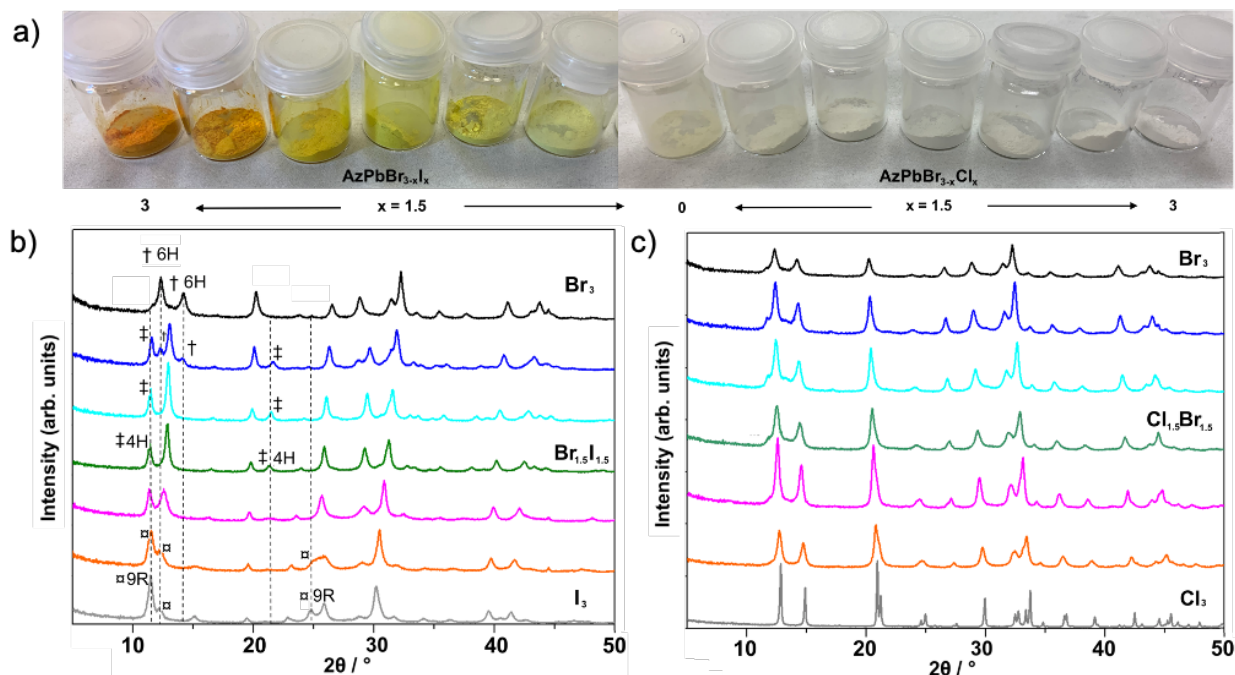 a)
AzPbBr3-xIx
AzPbBr3-xClx
3
x = 1.5
0
x = 1.5
3
b)
† 6H
† 6H
Br3
‡
†
†
‡
‡
‡
‡4H
‡ 4H
Br1.5I1.5
¤
¤
¤
¤9R
¤
¤ 9R
I3
Intensity (arb. units)
10
20
30
40
50
2θ / °
c)
Br3
Cl1.5Br1.5
Cl3
Intensity (arb. units)
10
20
30
40
50
2θ / °